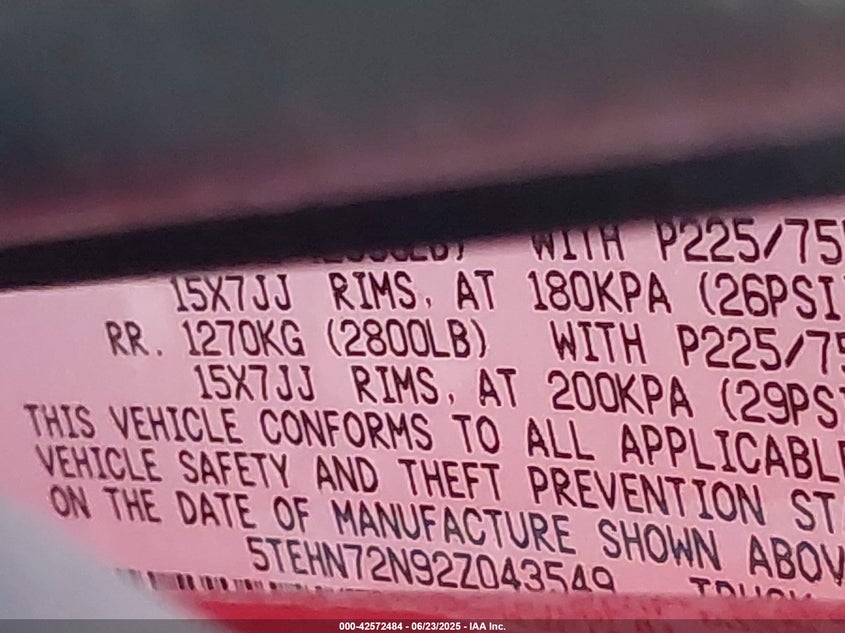 WITH P225/75
15X7JJ RIMS, AT 180KPA (26PSI
RR. 1270KG (2800LB) WITH P225/75
15X7JJ RIMS, AT 200KPA (29PS
THIS VEHICLE CONFORMS TO ALL APPLICABL
VEHICLE SAFETY AND THEFT PREVENTION ST
ON THE DATE OF MANUFACTURE SHOWN ABOV
5TEHN72N92Z043549 TRUCK
000-42572484 - 06/23/2025 - IAA Inc.